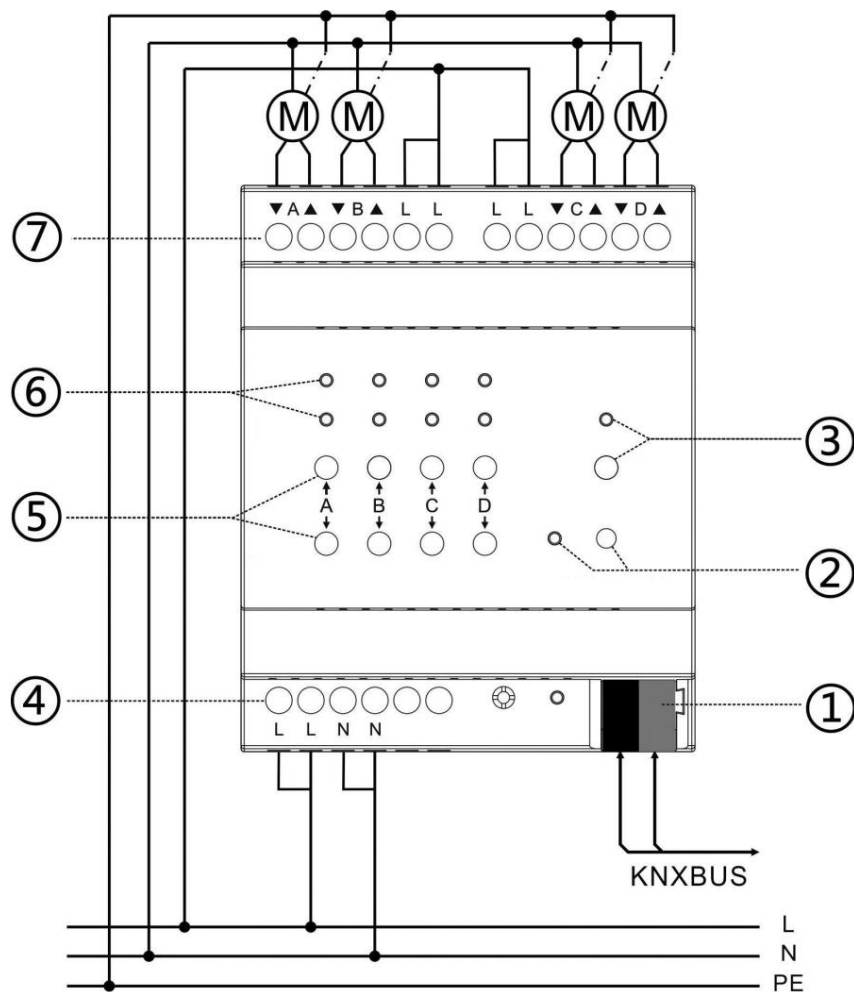 M M M M
▼ A ▲ ▼ B ▲ L L L L ▼ C ▲ ▼ D ▲
⑦
⑥
③
⑤
A B C D
②
④
①
L L N N
KNXBUS
L
N
PE